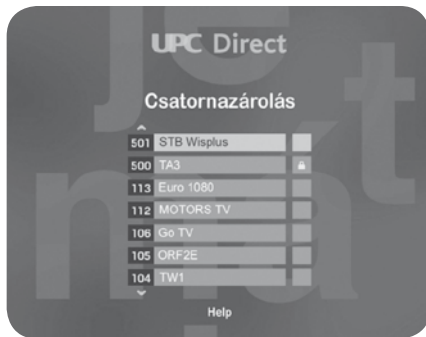 UPC Direct
Csatornazárolás
501 STB Wisplus
500 TA3
113 Euro 1080
112 MOTORS TV
106 Go TV
105 ORF2E
104 TW1
Help